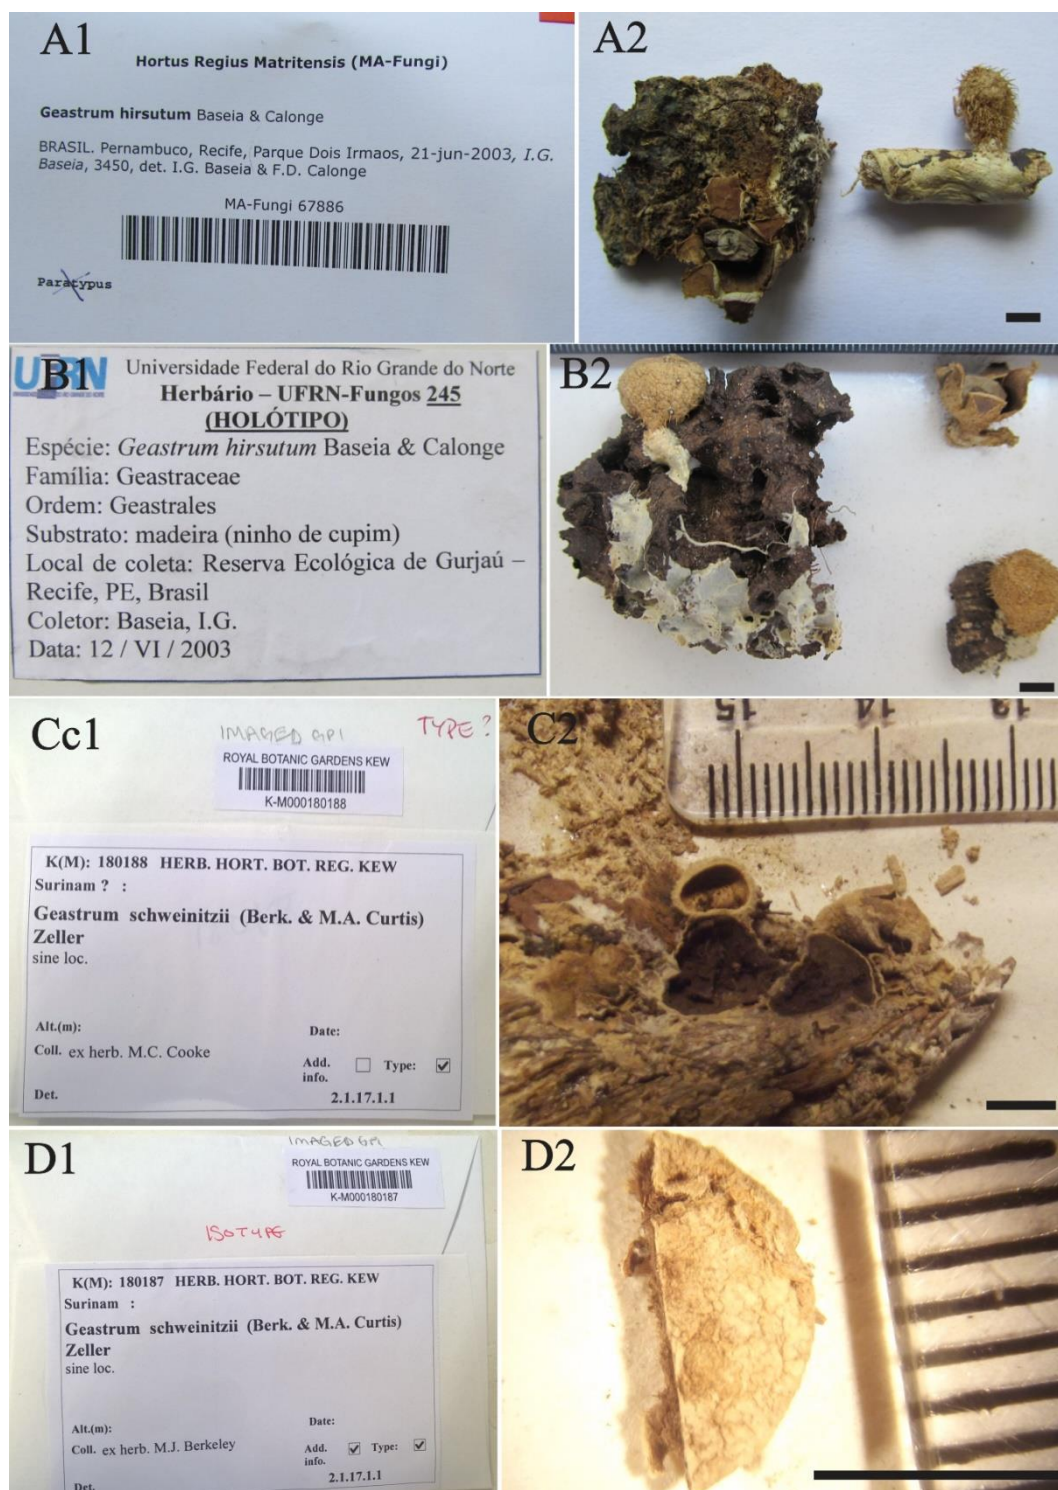 A1
Hortus Regius Matritensis (MA-Fungi)
Geastrum hirsutum Baseia & Calonge
BRASIL. Pernambuco, Recife, Parque Dois Irmaos, 21-jun-2003, I.G.
Baseia, 3450, det. I.G. Baseia & F.D. Calonge
MA-Fungi 67886
Paratypus
A2
B1
UFRN
Universidade Federal do Rio Grande do Norte
Herbário – UFRN-Fungos 245
(HOLÓTIPO)
Espécie: Geastrum hirsutum Baseia & Calonge
Família: Geastraceae
Ordem: Geastrales
Substrato: madeira (ninho de cupim)
Local de coleta: Reserva Ecológica de Gurjaú –
Recife, PE, Brasil
Coletor: Baseia, I.G.
Data: 12 / VI / 2003
B2
Cc1
IMAGED GPI
TYPE ?
ROYAL BOTANIC GARDENS KEW
K-M000180188
K(M): 180188 HERB. HORT. BOT. REG. KEW
Surinam ? :
Geastrum schweinitzii (Berk. & M.A. Curtis)
Zeller
sine loc.
Alt.(m):
Date:
Coll. ex herb. M.C. Cooke
Add. info.
Type:
Det.
2.1.17.1.1
C2
15 14 13
D1
IMAGED GPI
ROYAL BOTANIC GARDENS KEW
K-M000180187
ISOTYPE
K(M): 180187 HERB. HORT. BOT. REG. KEW
Surinam :
Geastrum schweinitzii (Berk. & M.A. Curtis)
Zeller
sine loc.
Alt.(m):
Date:
Coll. ex herb. M.J. Berkeley
Add. info.
Type:
Det.
2.1.17.1.1
D2